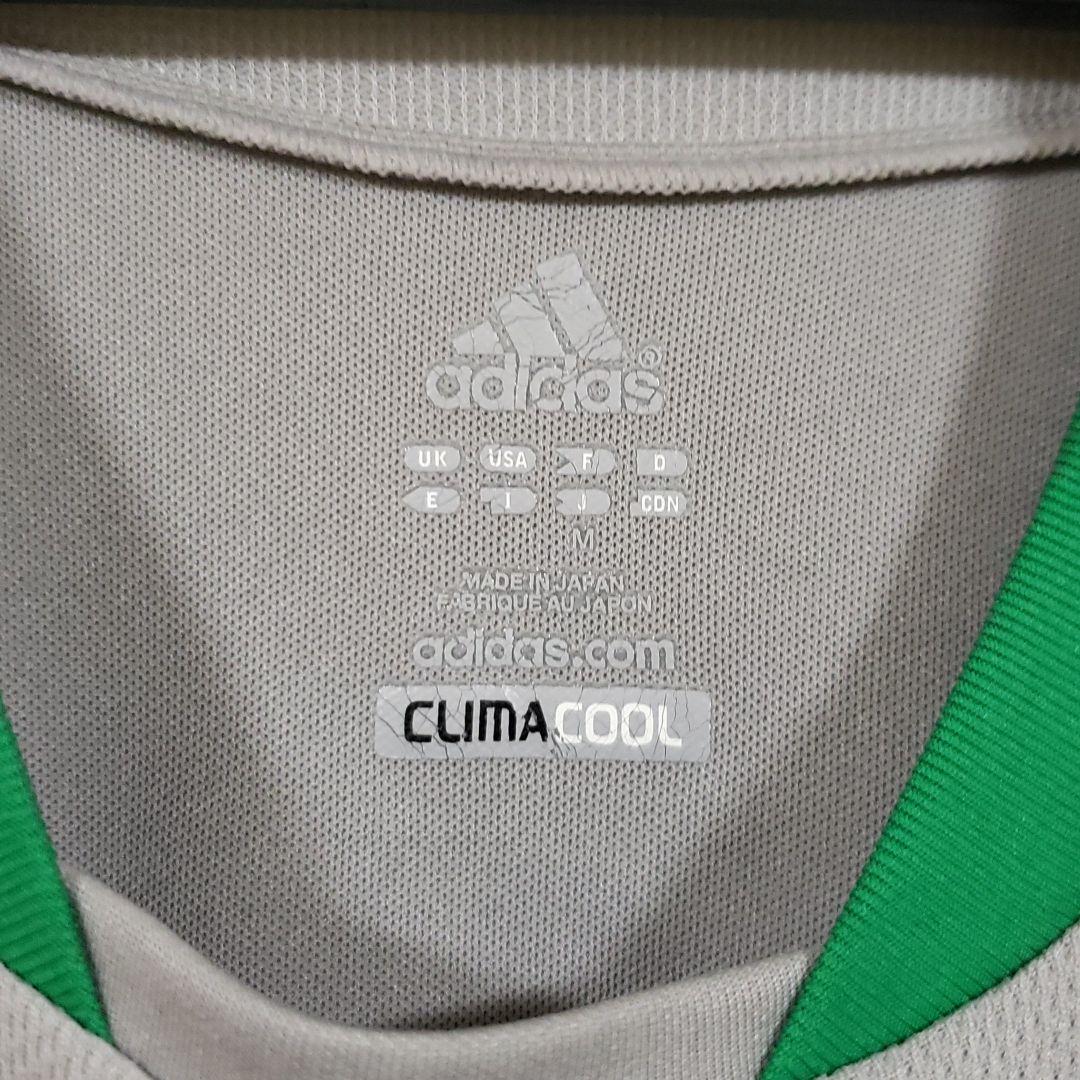 adidas®
UK USA F D
E I J CDN
M
MADE IN JAPAN
FABRIQUE AU JAPON
adidas.com
CLIMACOOL